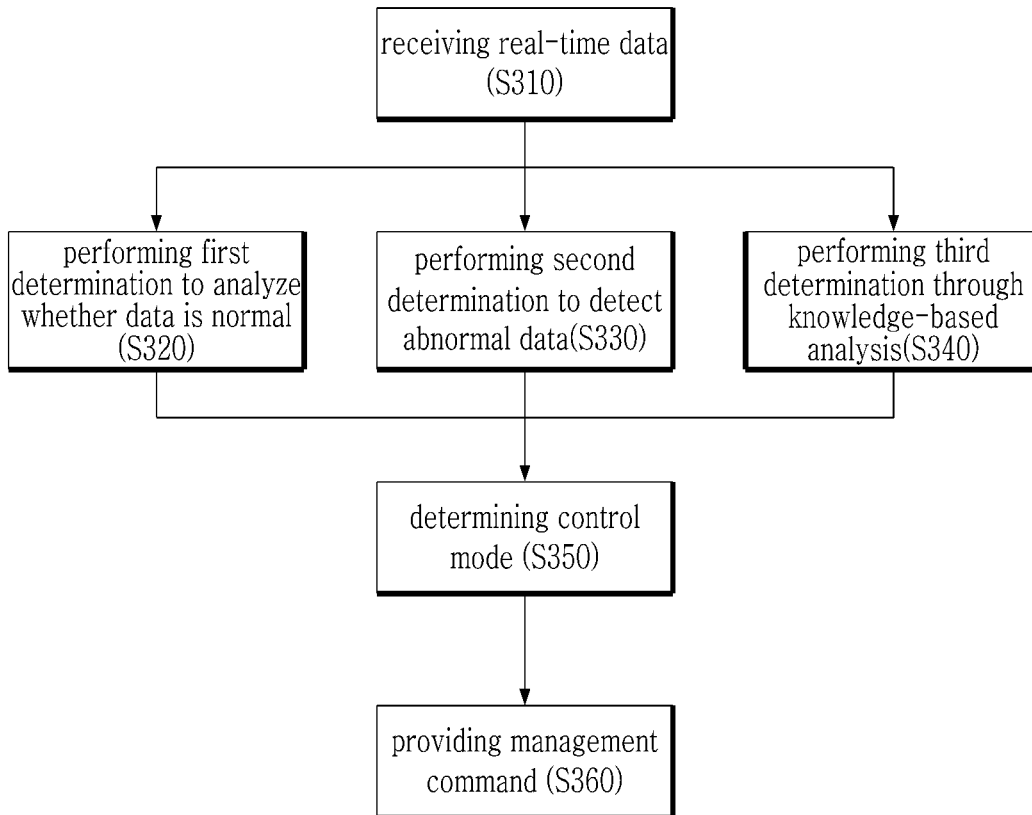 receiving real-time data
(S310)
performing first
determination to analyze
whether data is normal
(S320)
performing second
determination to detect
abnormal data(S330)
performing third
determination through
knowledge-based
analysis(S340)
determining control
mode (S350)
providing management
command (S360)